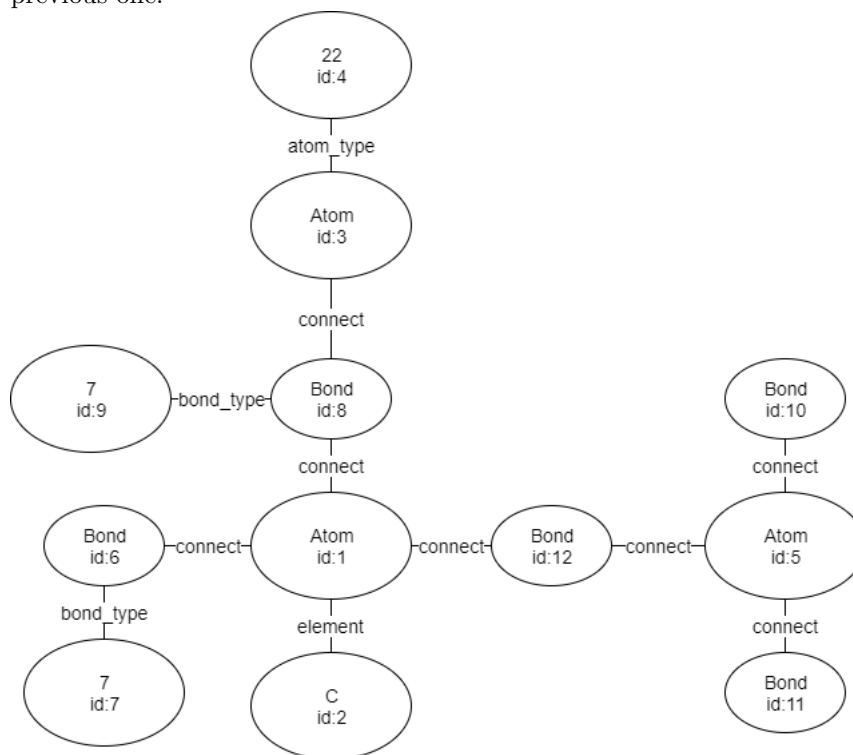 previous one.
22
id:4
atom_type
Atom
id:3
connect
7
id:9
bond_type
Bond
id:8
Bond
id:10
connect
connect
Bond
id:6
connect
Atom
id:1
connect
Bond
id:12
connect
Atom
id:5
bond_type
element
connect
7
id:7
C
id:2
Bond
id:11